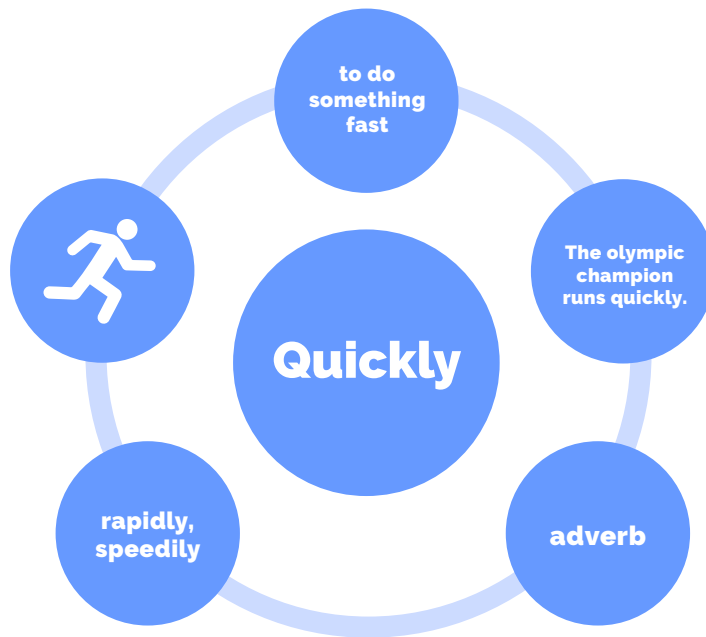 to do
something
fast
The olympic
champion
runs quickly.
Quickly
rapidly,
speedily
adverb